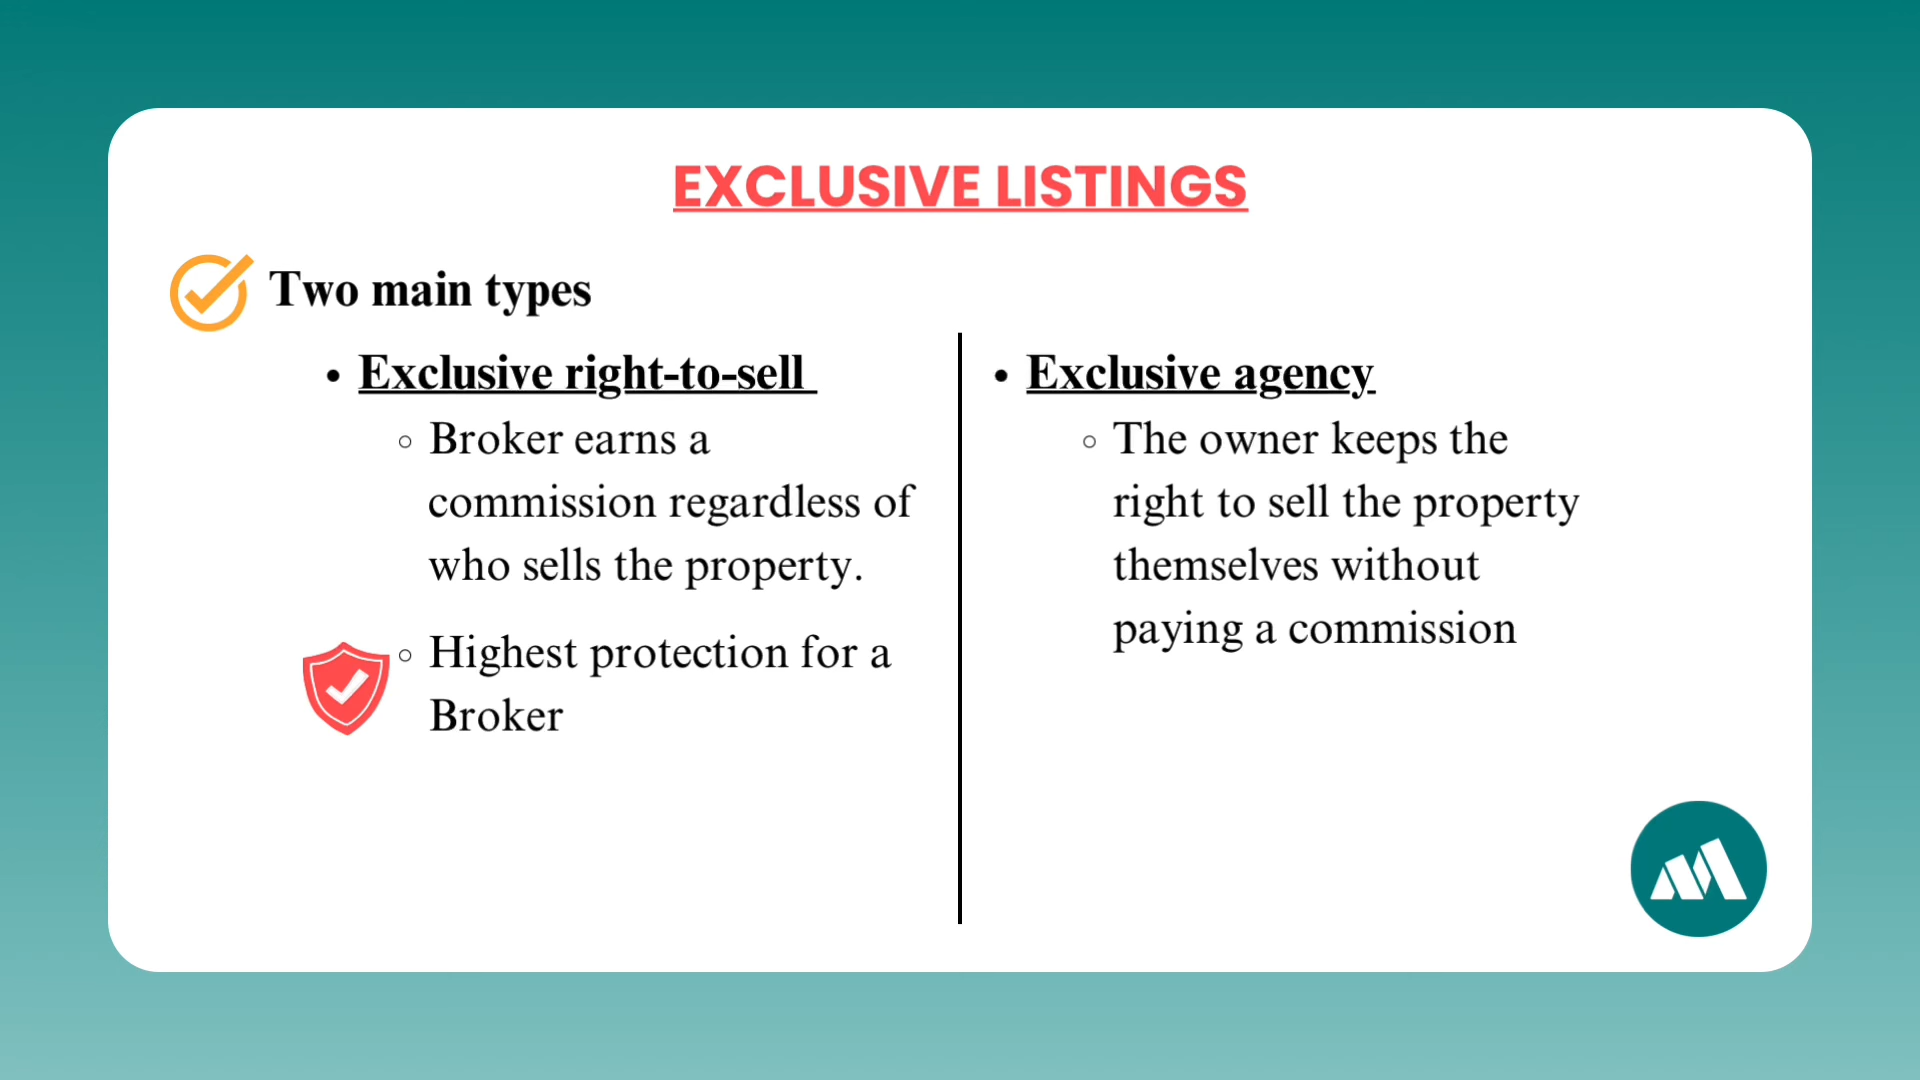 EXCLUSIVE LISTINGS
Two main types
• Exclusive right-to-sell
◦ Broker earns a
commission regardless of
who sells the property.
◦ Highest protection for a
Broker
• Exclusive agency
◦ The owner keeps the
right to sell the property
themselves without
paying a commission